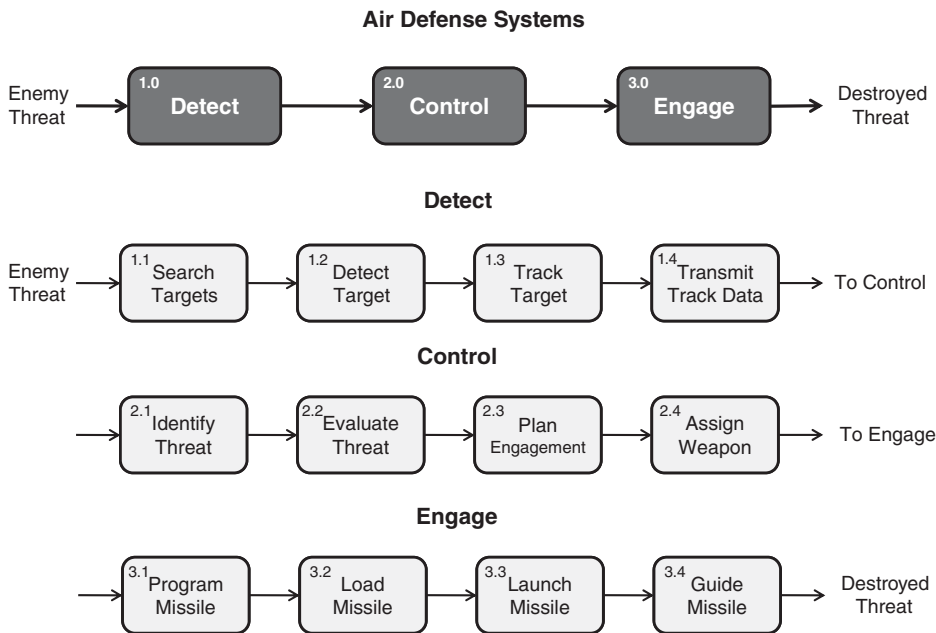 Air Defense Systems
Enemy
Threat
1.0
Detect
2.0
Control
3.0
Engage
Destroyed
Threat
Detect
Enemy
Threat
1.1 Search
Targets
1.2 Detect
Target
1.3 Track
Target
1.4 Transmit
Track Data
To Control
Control
2.1 Identify
Threat
2.2 Evaluate
Threat
2.3 Plan
Engagement
2.4 Assign
Weapon
To Engage
Engage
3.1 Program
Missile
3.2 Load
Missile
3.3 Launch
Missile
3.4 Guide
Missile
Destroyed
Threat